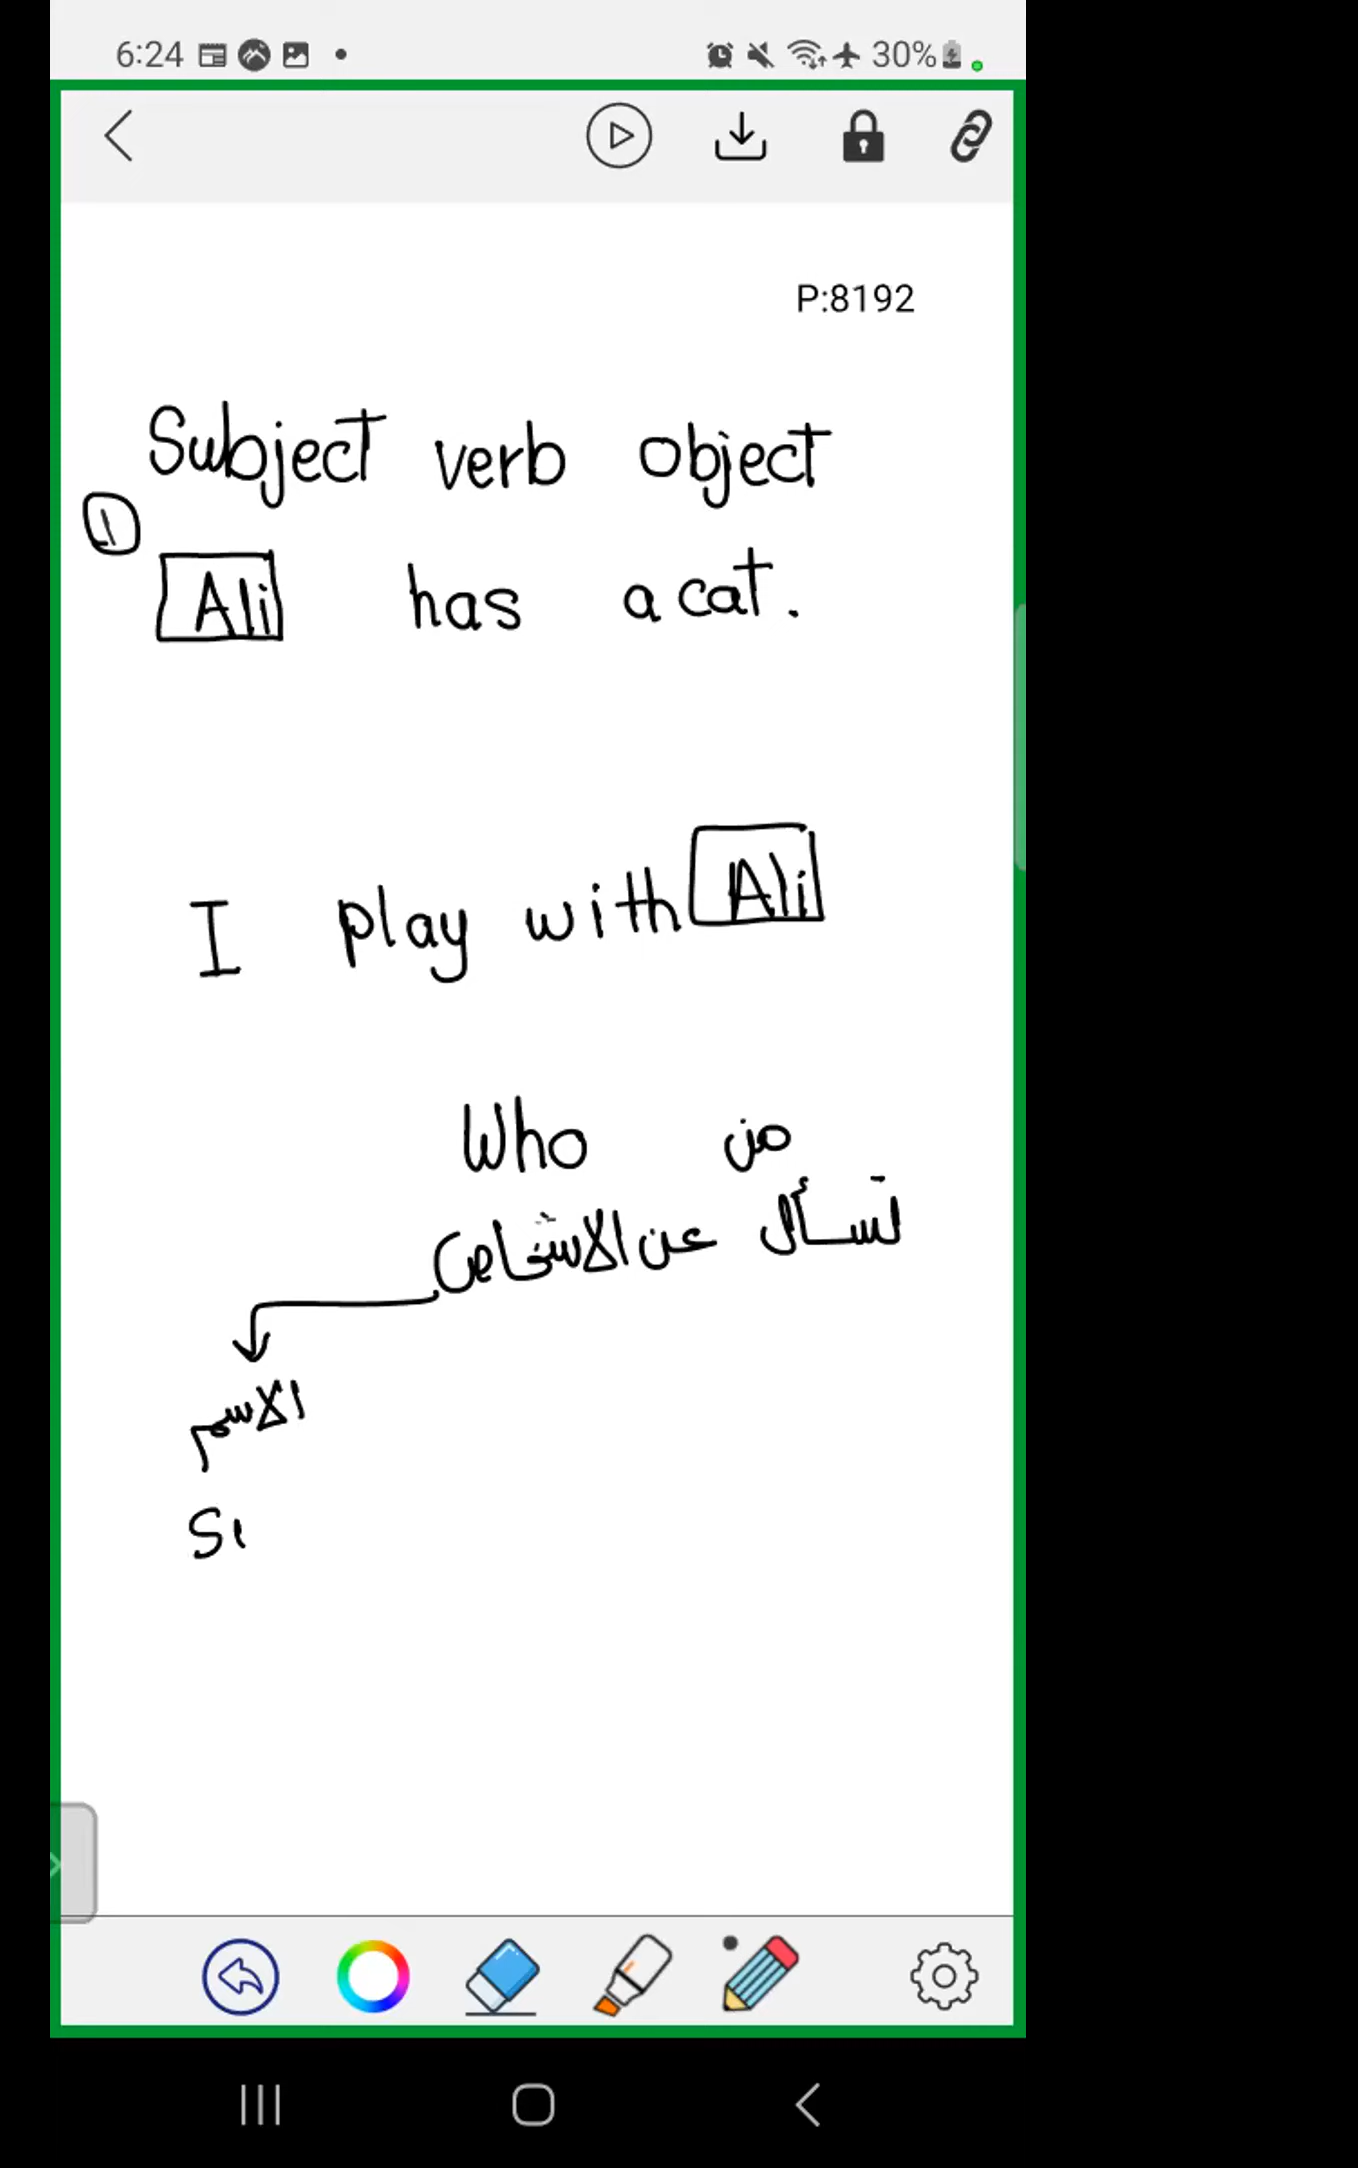 6:24 30%
P:8192
Subject verb object
1
Ali has a cat.
I play with Ali
Who من
تسأل عن الاشخاص
الاسم
Si